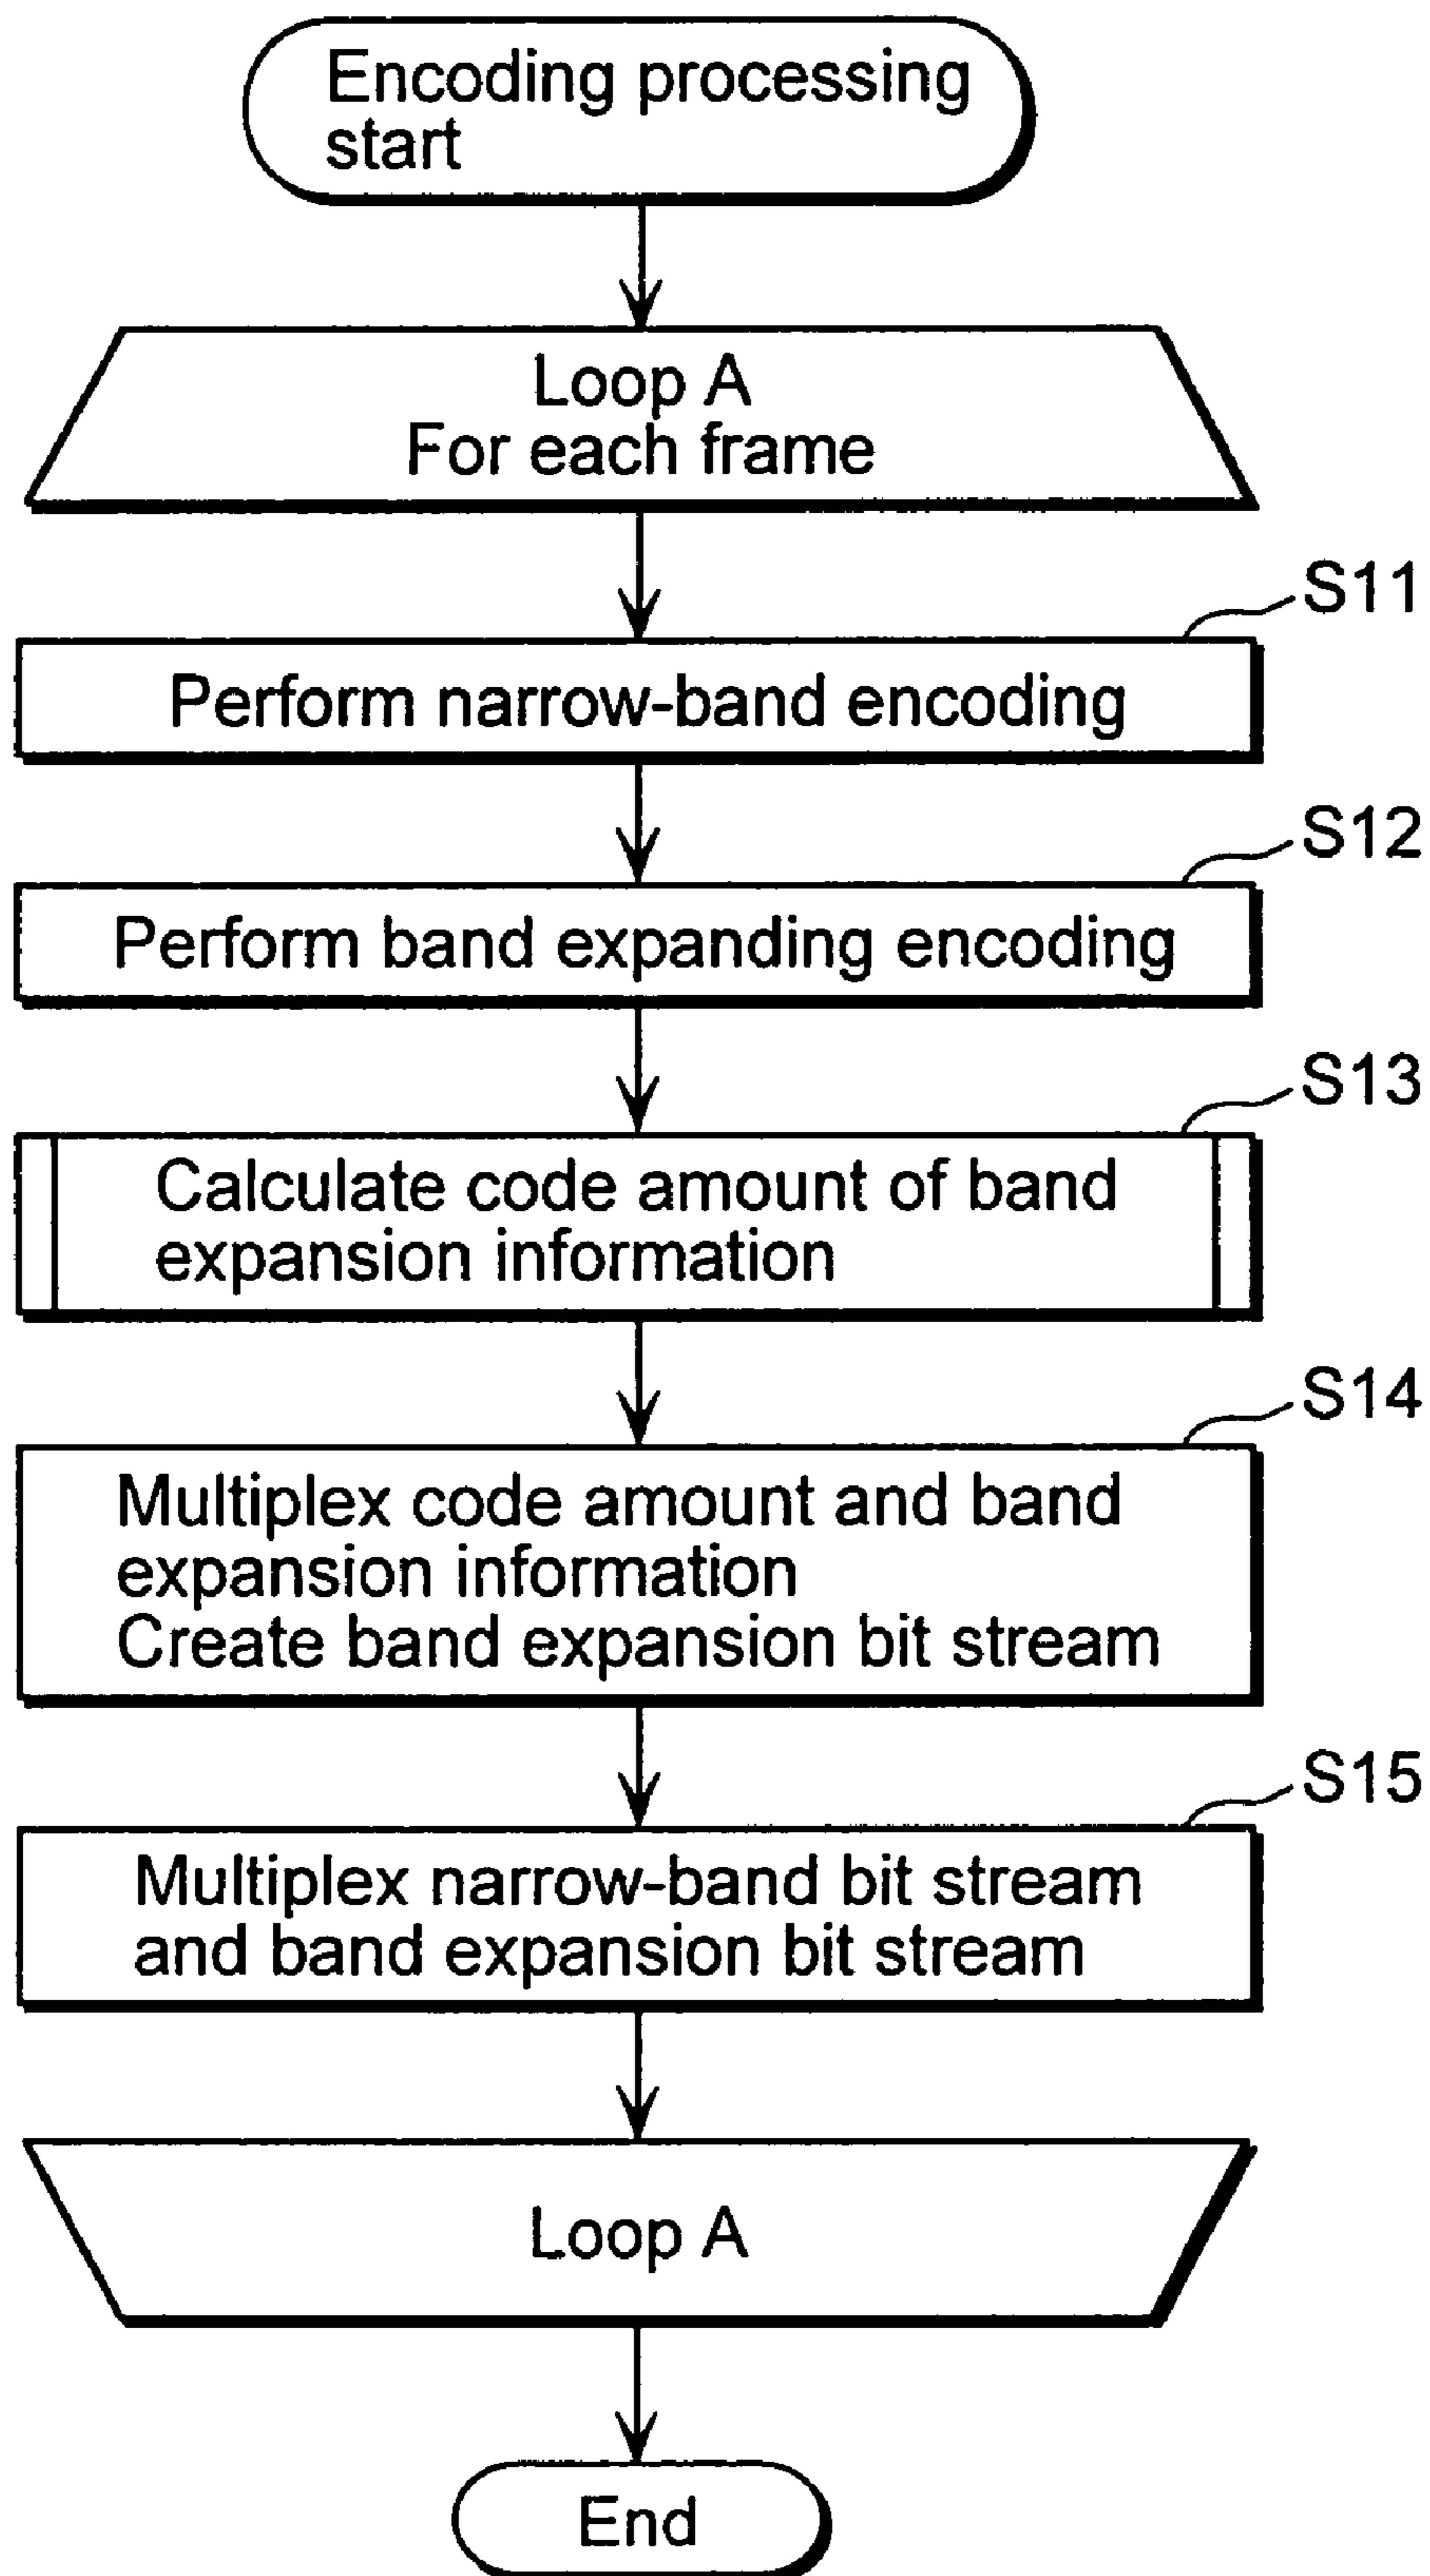 Encoding processing
start
Loop A
For each frame
S11
Perform narrow-band encoding
S12
Perform band expanding encoding
S13
Calculate code amount of band
expansion information
S14
Multiplex code amount and band
expansion information
Create band expansion bit stream
S15
Multiplex narrow-band bit stream
and band expansion bit stream
Loop A
End